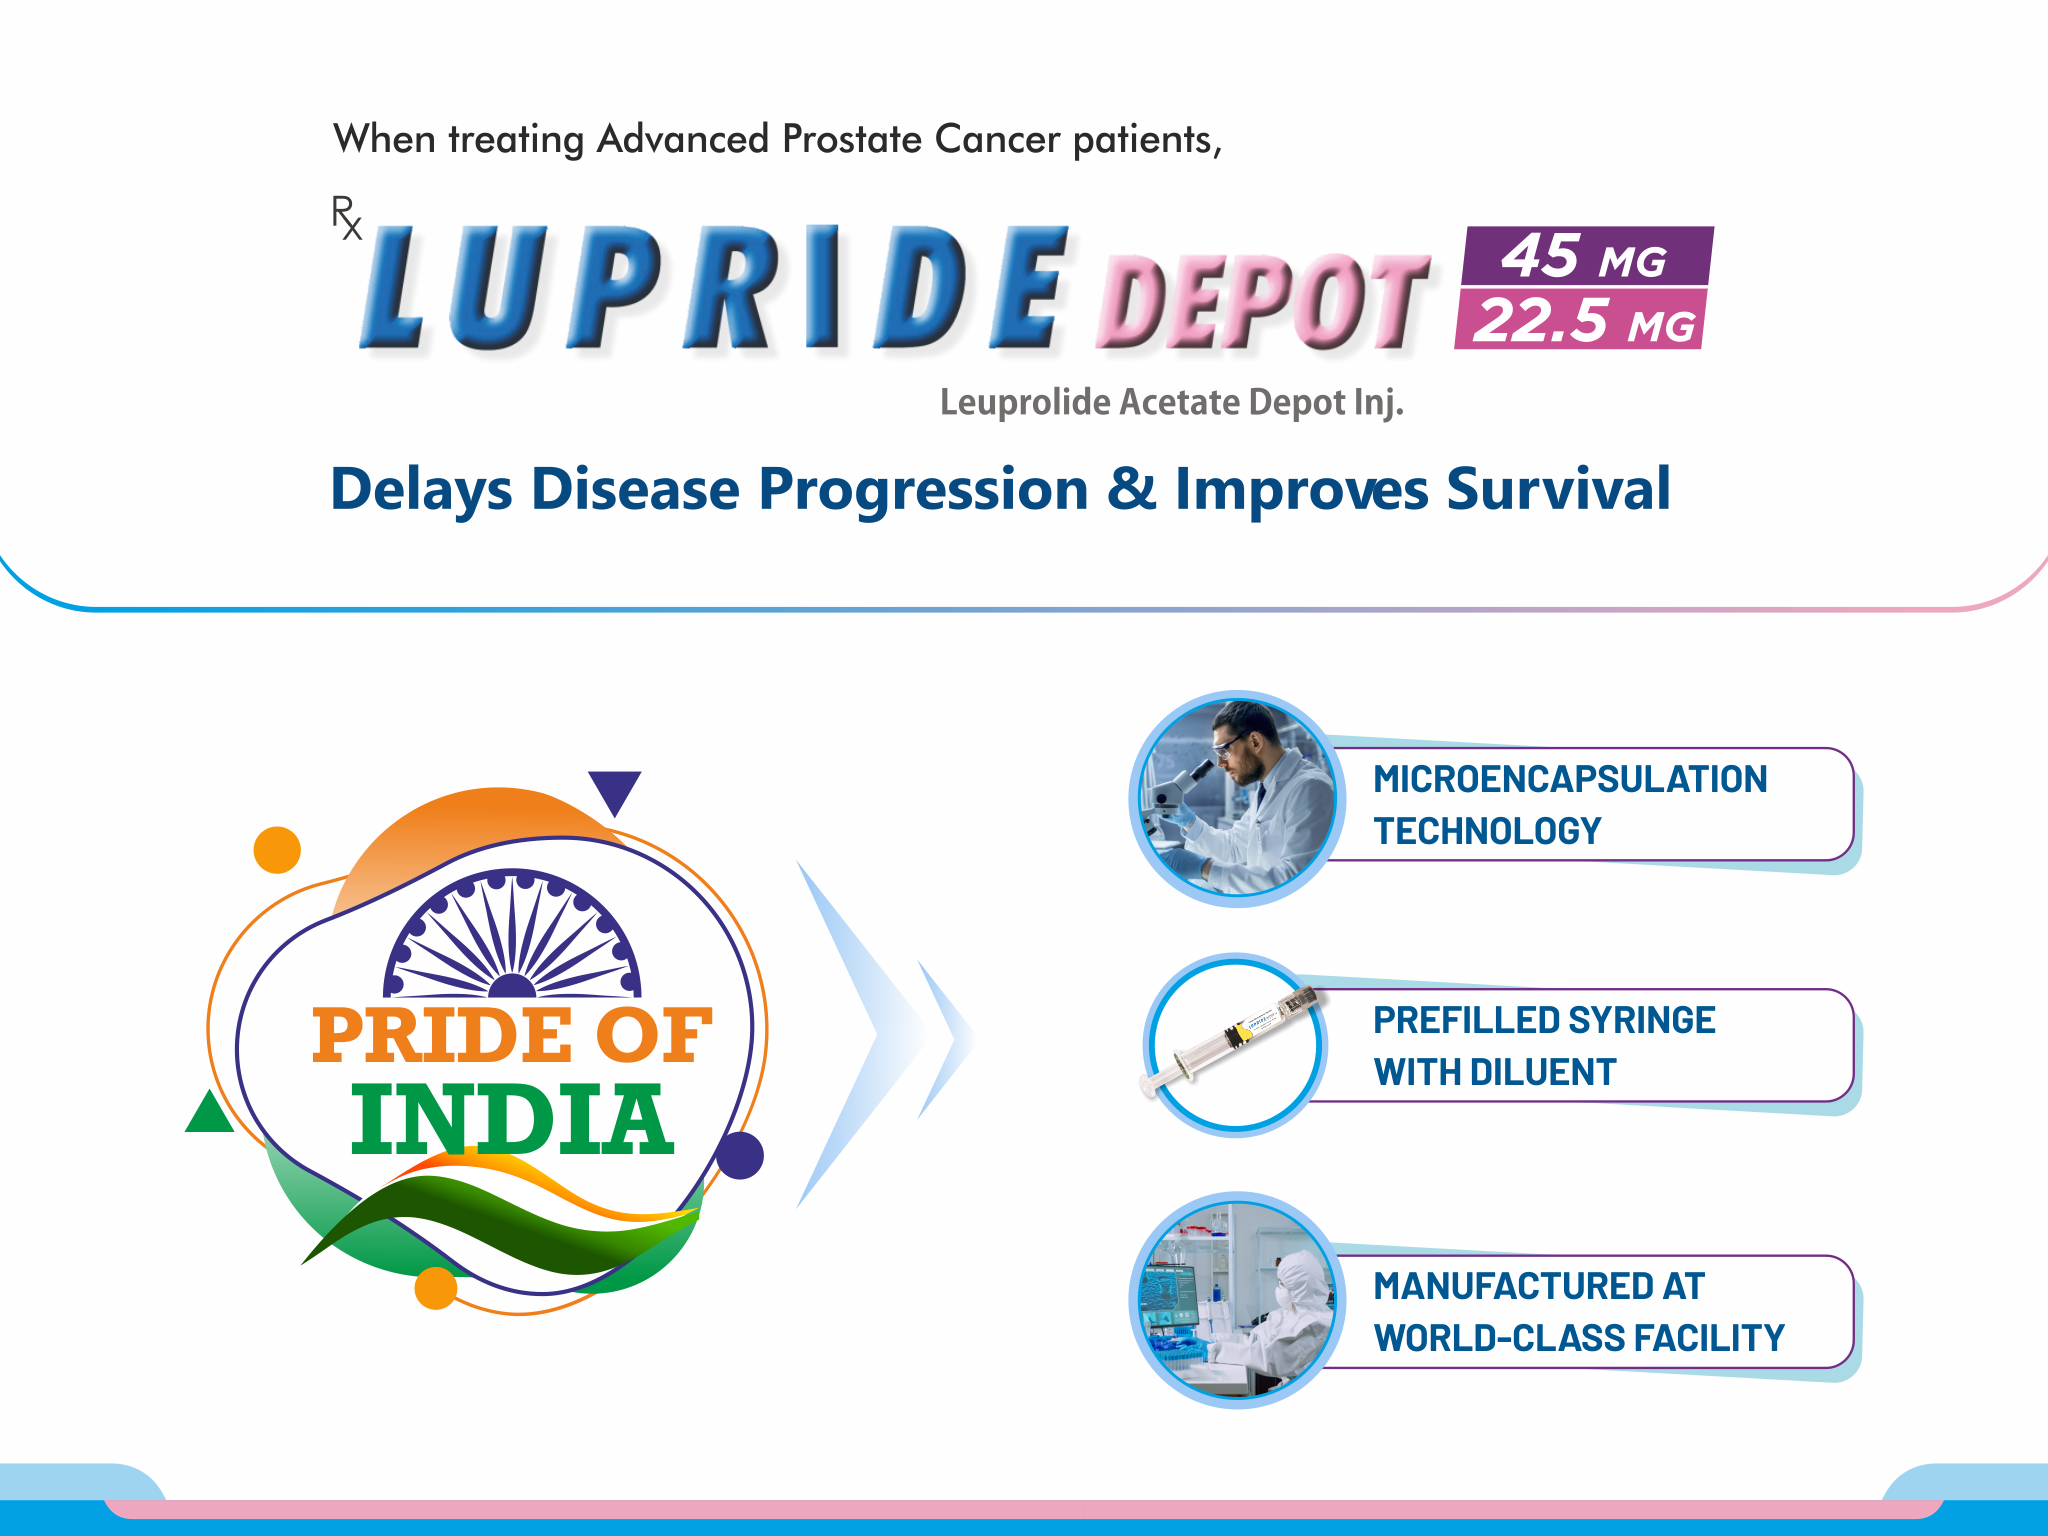 When treating Advanced Prostate Cancer patients,
Rx LUPRIDE DEPOT 45 MG
22.5 MG
Leuprolide Acetate Depot Inj.
Delays Disease Progression & Improves Survival
PRIDE OF
INDIA
MICROENCAPSULATION
TECHNOLOGY
PREFILLED SYRINGE
WITH DILUENT
MANUFACTURED AT
WORLD-CLASS FACILITY